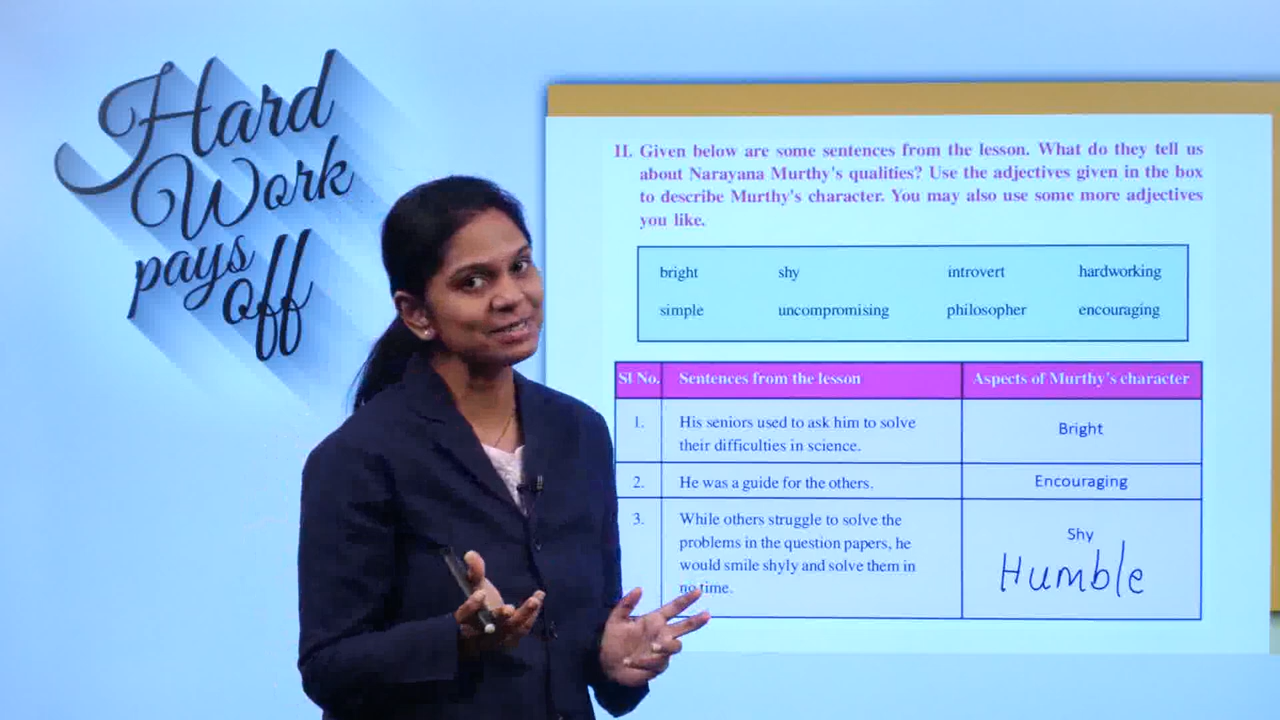 Hard
Work
pays
off
II. Given below are some sentences from the lesson. What do they tell us
about Narayana Murthy's qualities? Use the adjectives given in the box
to describe Murthy's character. You may also use some more adjectives
you like.
bright shy introvert hardworking
simple uncompromising philosopher encouraging
Sl No. Sentences from the lesson Aspects of Murthy's character
1. His seniors used to ask him to solve
their difficulties in science.
Bright
2. He was a guide for the others. Encouraging
3. While others struggle to solve the
problems in the question papers, he
would smile shyly and solve them in
no time.
Shy
Humble